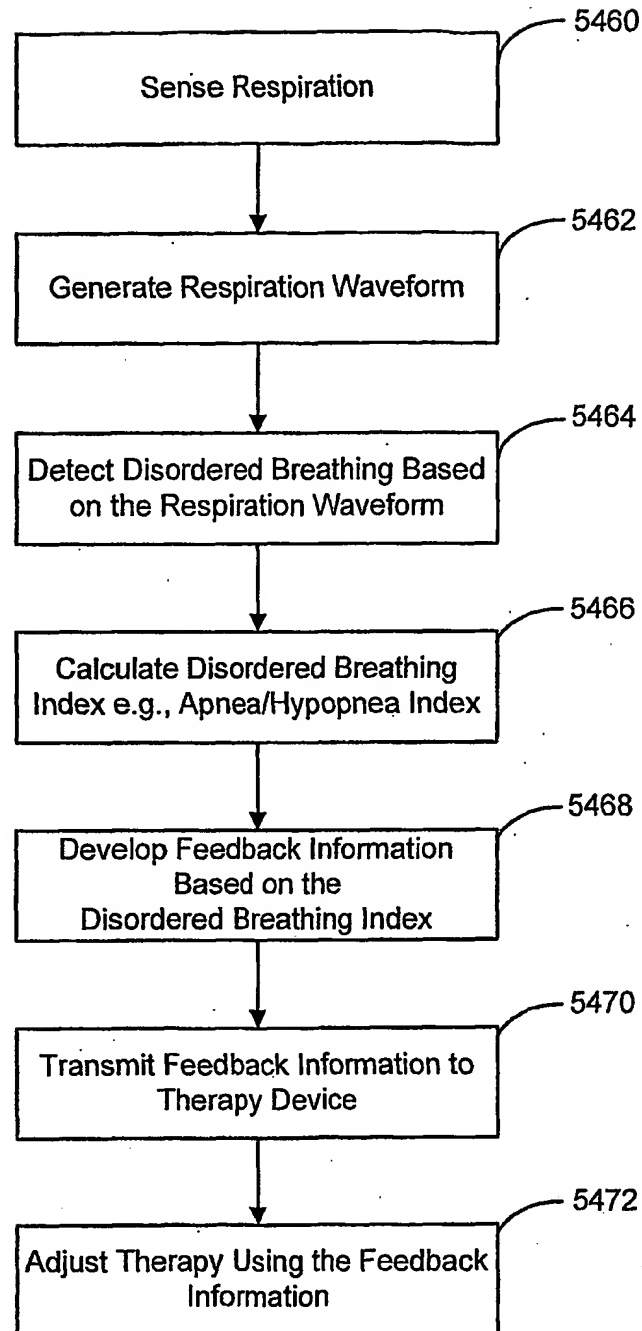 5460
Sense Respiration
5462
Generate Respiration Waveform
5464
Detect Disordered Breathing Based
on the Respiration Waveform
5466
Calculate Disordered Breathing
Index e.g., Apnea/Hypopnea Index
5468
Develop Feedback Information
Based on the
Disordered Breathing Index
5470
Transmit Feedback Information to
Therapy Device
5472
Adjust Therapy Using the Feedback
Information